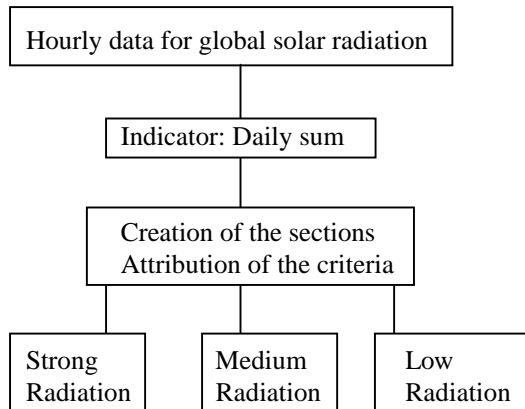 Hourly data for global solar radiation
Indicator: Daily sum
Creation of the sections
Attribution of the criteria
Strong
Radiation
Medium
Radiation
Low
Radiation